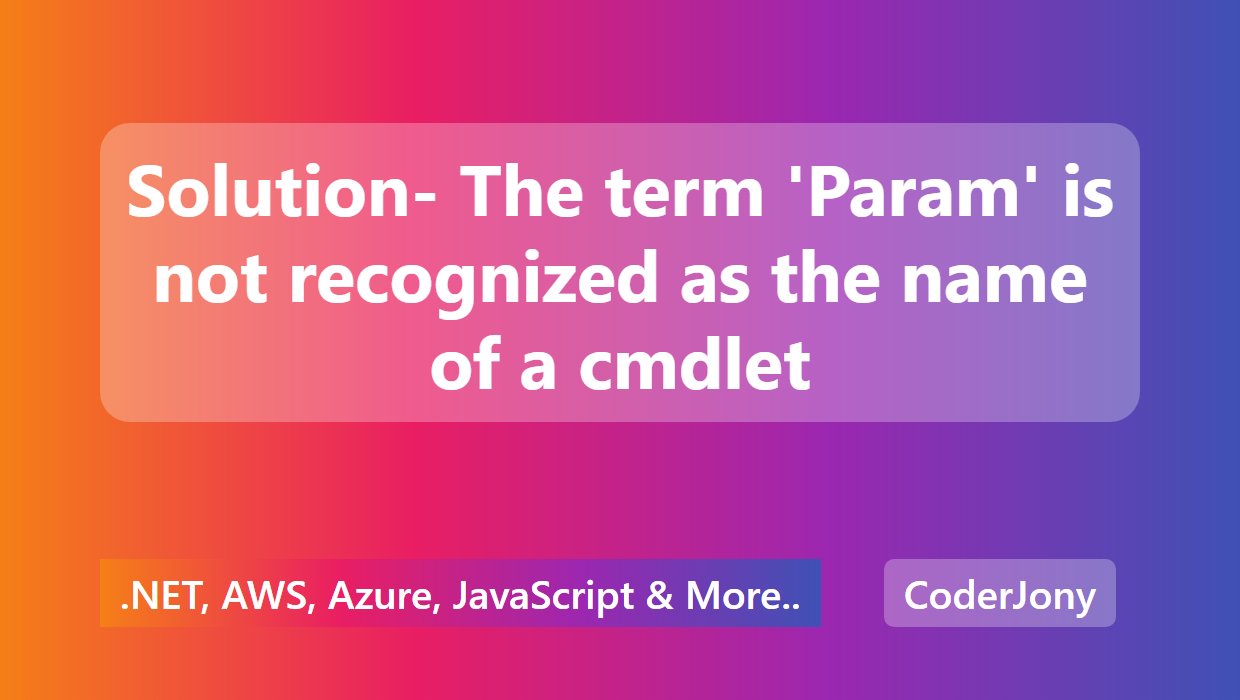 Solution- The term 'Param' is
not recognized as the name
of a cmdlet
.NET, AWS, Azure, JavaScript & More..
CoderJony